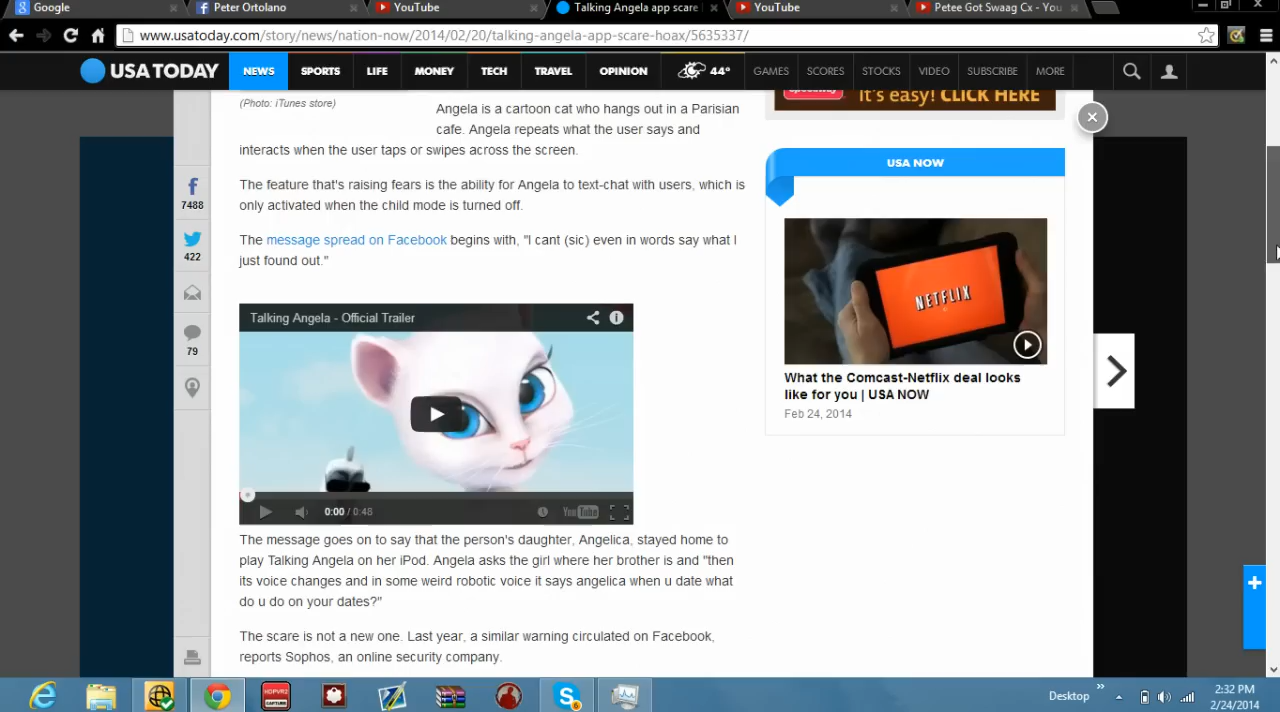 Google
Peter Ortolano
YouTube
Talking Angela app scare
YouTube
Petee Got Swaag Cx - You
www.usatoday.com/story/news/nation-now/2014/02/20/talking-angela-app-scare-hoax/5635337/
USA TODAY
NEWS
SPORTS
LIFE
MONEY
TECH
TRAVEL
OPINION
44°
GAMES
SCORES
STOCKS
VIDEO
SUBSCRIBE
MORE
(Photo: iTunes store)
Angela is a cartoon cat who hangs out in a Parisian
cafe. Angela repeats what the user says and
interacts when the user taps or swipes across the screen.
The feature that's raising fears is the ability for Angela to text-chat with users, which is
only activated when the child mode is turned off.
The message spread on Facebook begins with, "I cant (sic) even in words say what I
just found out."
7488
422
79
Talking Angela - Official Trailer
0:00 / 0:48
YouTube
The message goes on to say that the person's daughter, Angelica, stayed home to
play Talking Angela on her iPod. Angela asks the girl where her brother is and "then
its voice changes and in some weird robotic voice it says angelica when u date what
do u do on your dates?"
The scare is not a new one. Last year, a similar warning circulated on Facebook,
reports Sophos, an online security company.
It's easy! CLICK HERE
USA NOW
NETFLIX
What the Comcast-Netflix deal looks
like for you | USA NOW
Feb 24, 2014
HDPVR2
CAPTURE
Desktop
2:32 PM
2/24/2014